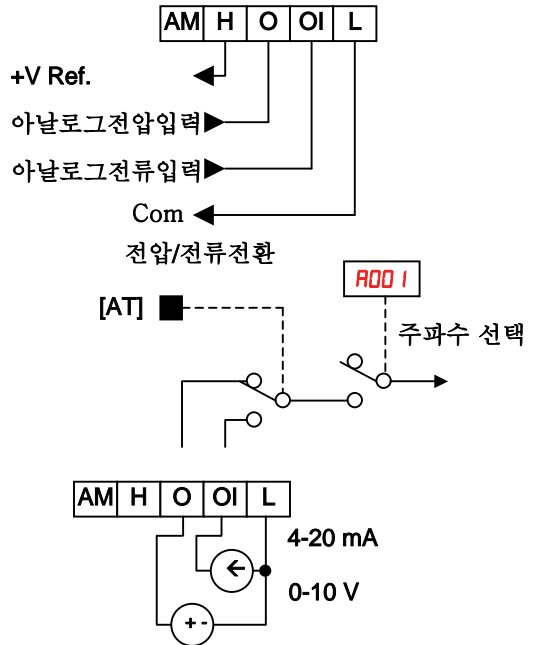 AM H O OI L
+V Ref.
아날로그전압입력
아날로그전류입력
Com
전압/전류전환
A001
[AT]
주파수 선택
AM H O OI L
4-20 mA
0-10 V
+ -